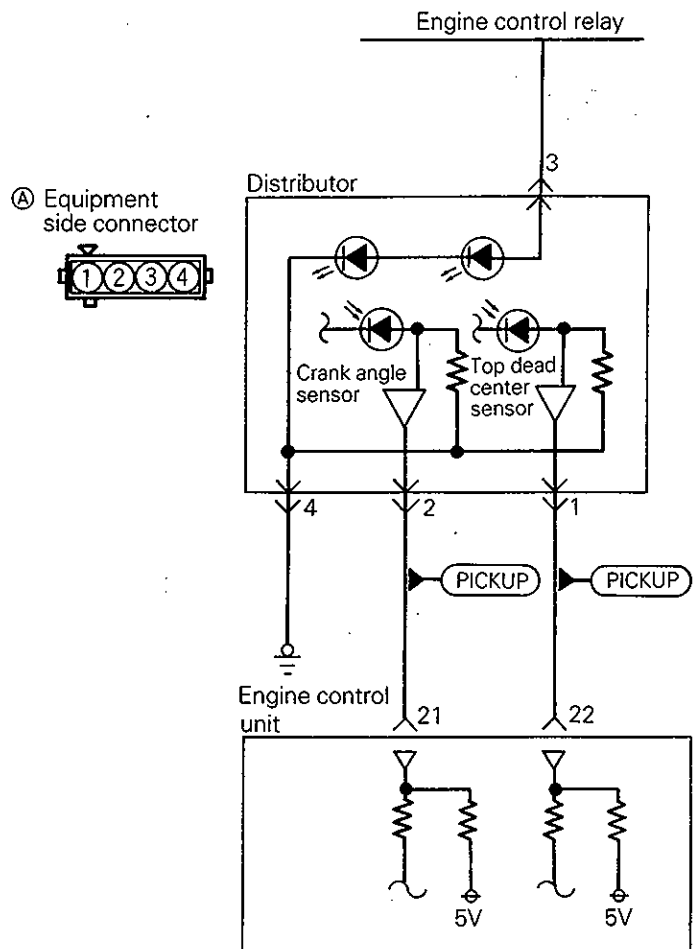 Engine control relay
3
Distributor
Ⓐ Equipment
side connector
1 2 3 4
Crank angle
sensor
Top dead
center
sensor
4
2
1
PICKUP
PICKUP
Engine control
unit
21
22
5V
5V